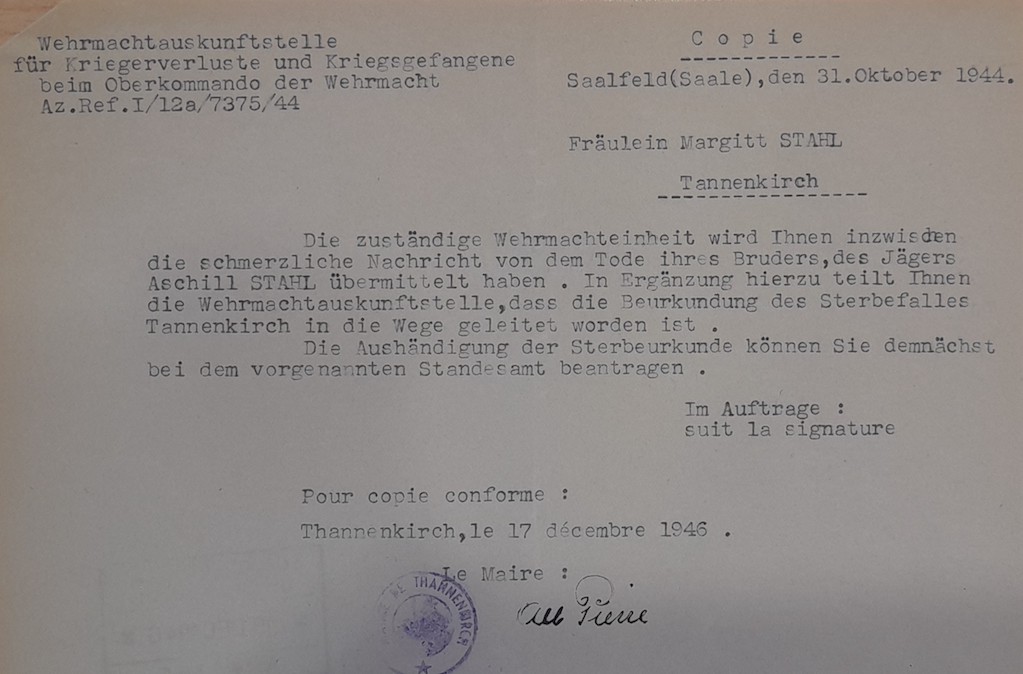 Wehrmachtauskunftstelle
für Kriegerverluste und Kriegsgefangene
beim Oberkommando der Wehrmacht
Az.Ref.I/12a/7375/44
C o p i e
Saalfeld(Saale),den 31.Oktober 1944.
Fräulein Margitt STAHL
Tannenkirch
Die zuständige Wehrmachteinheit wird Ihnen inzwischen
die schmerzliche Nachricht von dem Tode ihres Bruders,des Jägers
Aschill STAHL übermittelt haben . In Ergänzung hierzu teilt Ihnen
die Wehrmachtauskunftstelle,dass die Beurkundung des Sterbefalles
Tannenkirch in die Wege geleitet worden ist .
Die Aushändigung der Sterbeurkunde können Sie demnächst
bei dem vorgenannten Standesamt beantragen .
Im Auftrage :
suit la signature
Pour copie conforme :
Thannenkirch,le 17 décembre 1946 .
Le Maire :
DE THANNENKIRCH